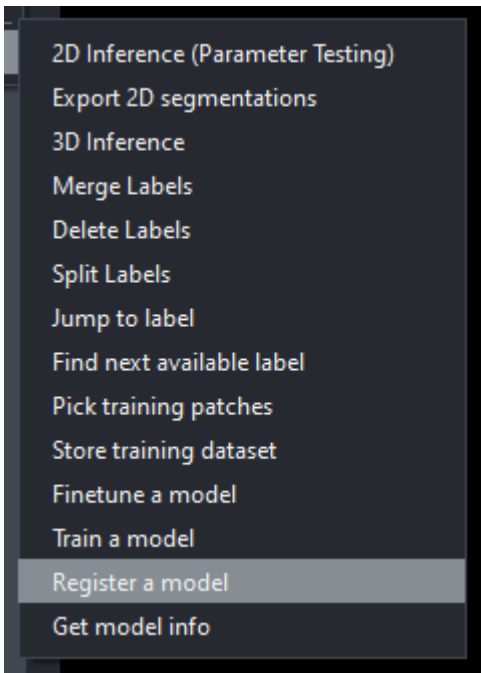 2D Inference (Parameter Testing)
Export 2D segmentations
3D Inference
Merge Labels
Delete Labels
Split Labels
Jump to label
Find next available label
Pick training patches
Store training dataset
Finetune a model
Train a model
Register a model
Get model info